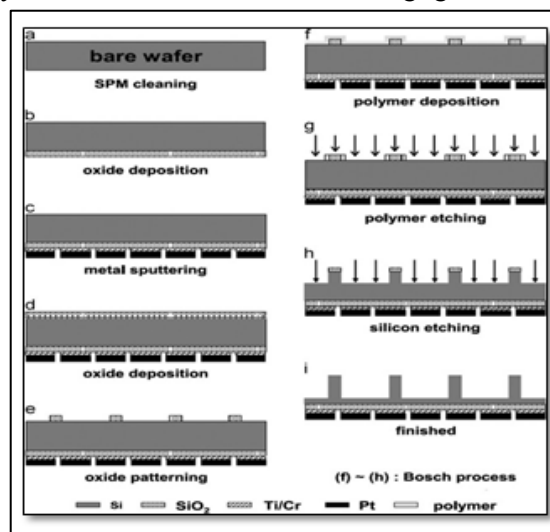 a
bare wafer
SPM cleaning
b
oxide deposition
c
metal sputtering
d
oxide deposition
e
oxide patterning
f
polymer deposition
g
polymer etching
h
silicon etching
i
finished
(f) ~ (h) : Bosch process
Si SiO₂ Ti/Cr Pt polymer